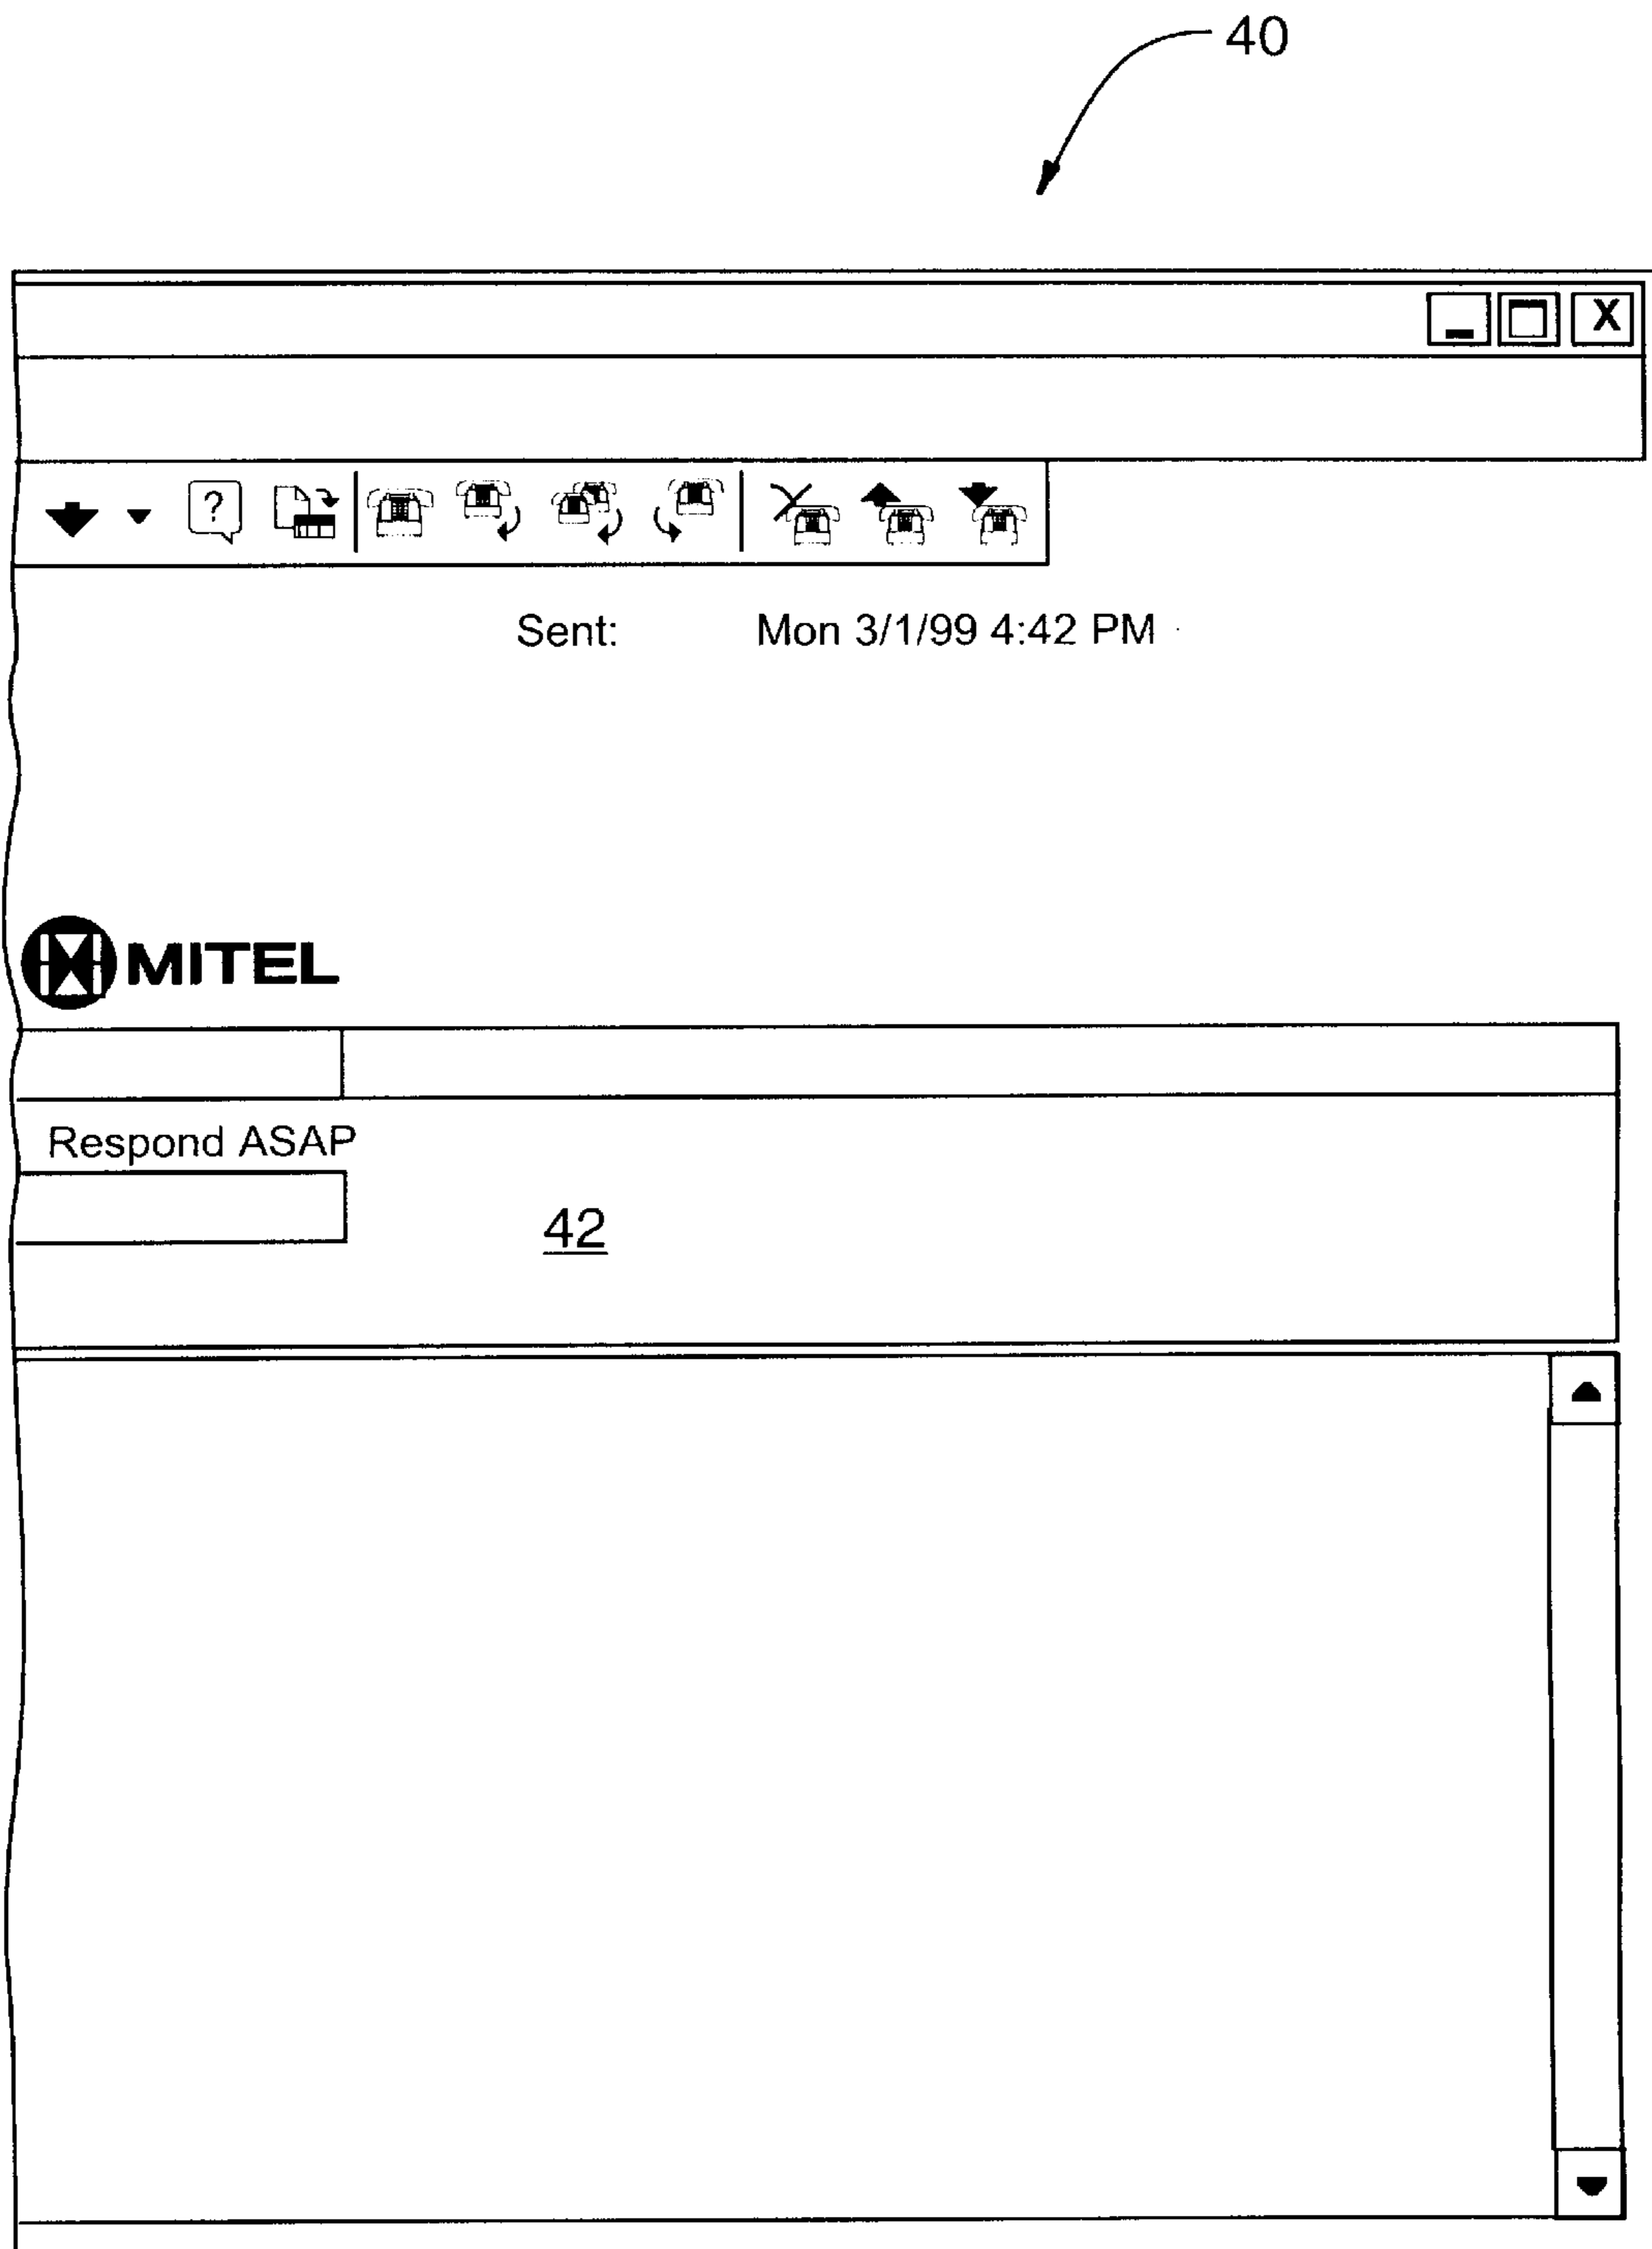 40
X
?
Sent: Mon 3/1/99 4:42 PM
MITEL
Respond ASAP
42